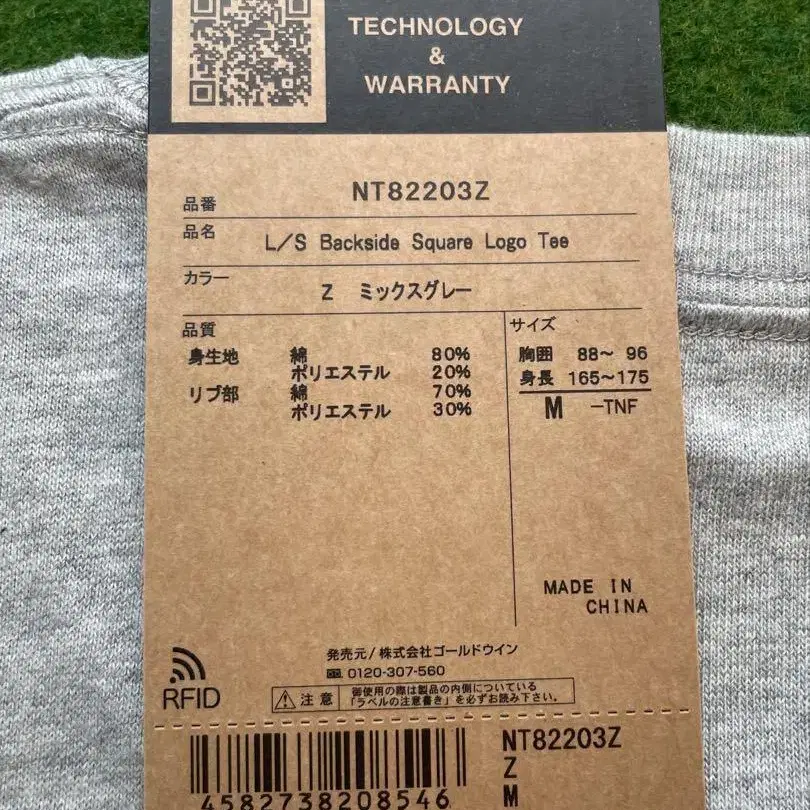 TECHNOLOGY
&
WARRANTY
品番 NT82203Z
品名 L/S Backside Square Logo Tee
カラー Z ミックスグレー
品質
身生地 綿 80%
ポリエステル 20%
リブ部 綿 70%
ポリエステル 30%
サイズ
胸囲 88~ 96
身長 165~175
M -TNF
MADE IN
CHINA
発売元/株式会社ゴールドウイン
0120-307-560
RFID
注意
御使用の際は製品の内側についている
「ラベルの注意書き」を必ずお読み下さい。
4582738208546
NT82203Z
Z
M